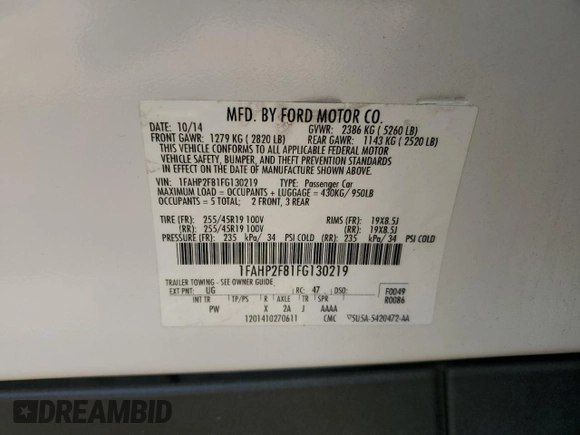 MFD. BY FORD MOTOR CO.
DATE: 10/14 GVWR: 2386 KG ( 5260 LB)
FRONT GAWR: 1279 KG ( 2820 LB) REAR GAWR: 1143 KG ( 2520 LB)
THIS VEHICLE CONFORMS TO ALL APPLICABLE FEDERAL MOTOR
VEHICLE SAFETY, BUMPER, AND THEFT PREVENTION STANDARDS
IN EFFECT ON THE DATE OF MANUFACTURE SHOWN ABOVE.
VIN: 1FAHP2F81FG130219 TYPE: Passenger Car
MAXIMUM LOAD = OCCUPANTS + LUGGAGE = 430KG / 950LB
OCCUPANTS = 5 TOTAL: 2 FRONT, 3 REAR
TIRE (FR): 255/45R19 100V RIMS (FR): 19X8.5J
(RR): 255/45R19 100V (RR): 19X8.5J
PRESSURE (FR): 235 kPa/ 34 PSI COLD (RR): 235 kPa/ 34 PSI COLD
1FAHP2F81FG130219
TRAILER TOWING - SEE OWNER GUIDE.
EXT PNT: UG RC: 47 DSO: F0049
INT TR TP/PS R AXLE TR SPR R0086
PW X 2A J AAAA
1201410270611 CMC 5U5A-5420472-AA
DREAMBID